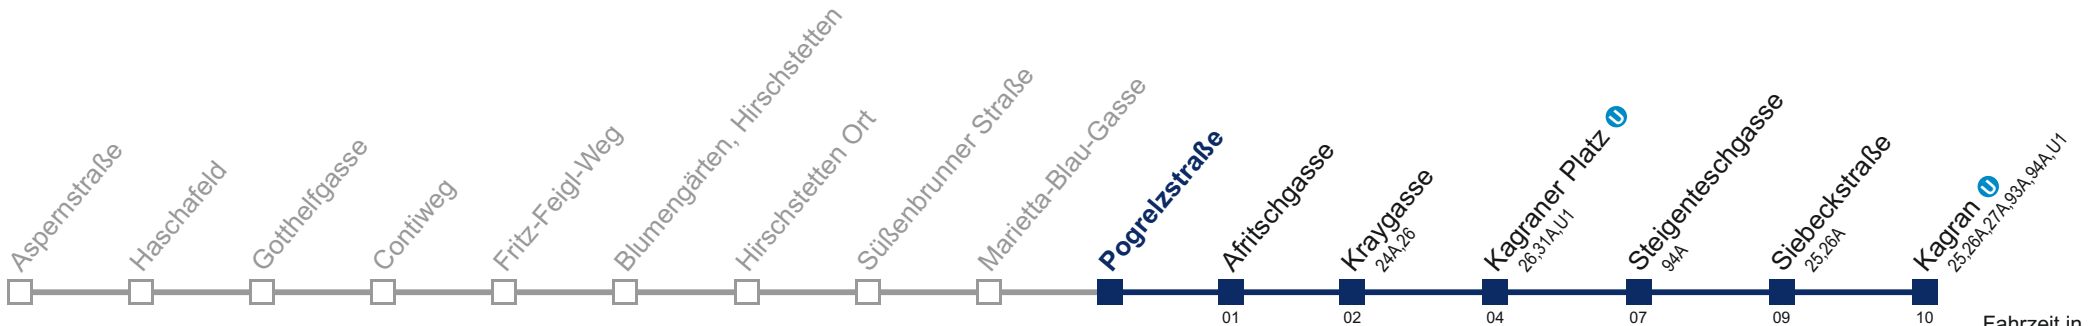 Aspernstraße
Haschafeld
Gotthelfgasse
Contiweg
Fritz-Feigl-Weg
Blumengärten, Hirschstetten
Hirschstetten Ort
Süßenbrunner Straße
Marietta-Blau-Gasse
Pogrelzstraße
Afritschgasse
Kraygasse
24A,26
Kagraner Platz U
26,31A,U1
Steigenteschgasse
94A
Siebeckstraße
25,26A
Kagran U
25,26A,27A,93A,94A,U1
01
02
04
07
09
10
Fahrzeit in